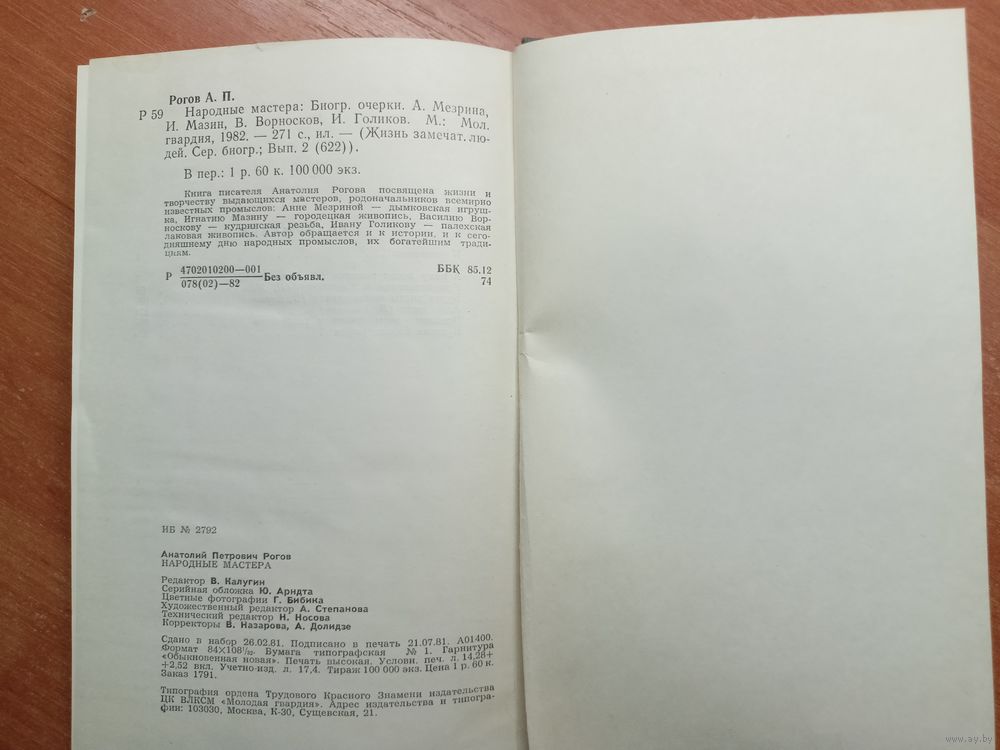 Рогов А. П.
Р 59 Народные мастера: Биогр. очерки. А. Мезрина,
И. Мазин, В. Ворносков, И. Голиков. М.: Мол.
гвардия, 1982. — 271 с., ил. — (Жизнь замечат. лю-
дей. Сер. биогр.; Вып. 2 (622)).
В пер.: 1 р. 60 к. 100 000 экз.
Книга писателя Анатолия Рогова посвящена жизни и
творчеству выдающихся мастеров, родоначальников всемирно
известных промыслов: Анне Мезриной — дымковская игруш-
ка, Игнатию Мазину — городецкая живопись, Василию Вор-
носкову — кудринская резьба, Ивану Голикову — палехская
лаковая живопись. Автор обращается и к истории, и к сего-
дняшнему дню народных промыслов, их богатейшим тради-
циям.
Р 4702010200—001 Без объявл. ББК 85.12
078(02)—82 74
ИБ № 2792
Анатолий Петрович Рогов
НАРОДНЫЕ МАСТЕРА
Редактор В. Калугин
Серийная обложка Ю. Арндта
Цветные фотографии Г. Бибика
Художественный редактор А. Степанова
Технический редактор Н. Носова
Корректоры В. Назарова, А. Долидзе
Сдано в набор 26.02.81. Подписано в печать 21.07.81. А01400.
Формат 84×108¹/₃₂. Бумага типографская № 1. Гарнитура
«Обыкновенная новая». Печать высокая. Условн. печ. л. 14,28+
+2,52 вкл. Учетно-изд. л. 17,4. Тираж 100 000 экз. Цена 1 р. 60 к.
Заказ 1791.
Типография ордена Трудового Красного Знамени издательства
ЦК ВЛКСМ «Молодая гвардия». Адрес издательства и типогра-
фии: 103030, Москва, К-30, Сущевская, 21.
www.ay.by